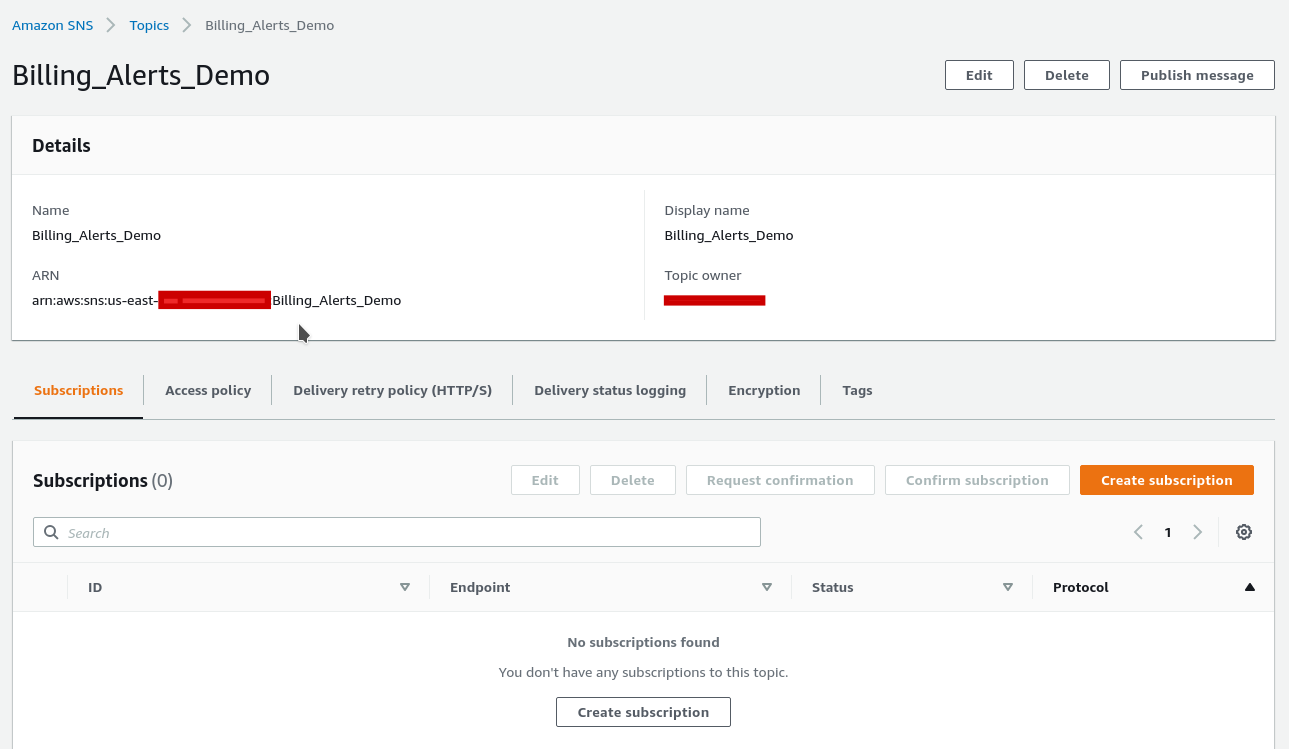 Amazon SNS > Topics > Billing_Alerts_Demo
Billing_Alerts_Demo
Edit Delete Publish message
Details
Name
Billing_Alerts_Demo
ARN
arn:aws:sns:us-east- Billing_Alerts_Demo
Display name
Billing_Alerts_Demo
Topic owner
Subscriptions Access policy Delivery retry policy (HTTP/S) Delivery status logging Encryption Tags
Subscriptions (0)
Edit Delete Request confirmation Confirm subscription Create subscription
Search
1
ID Endpoint Status Protocol
No subscriptions found
You don't have any subscriptions to this topic.
Create subscription